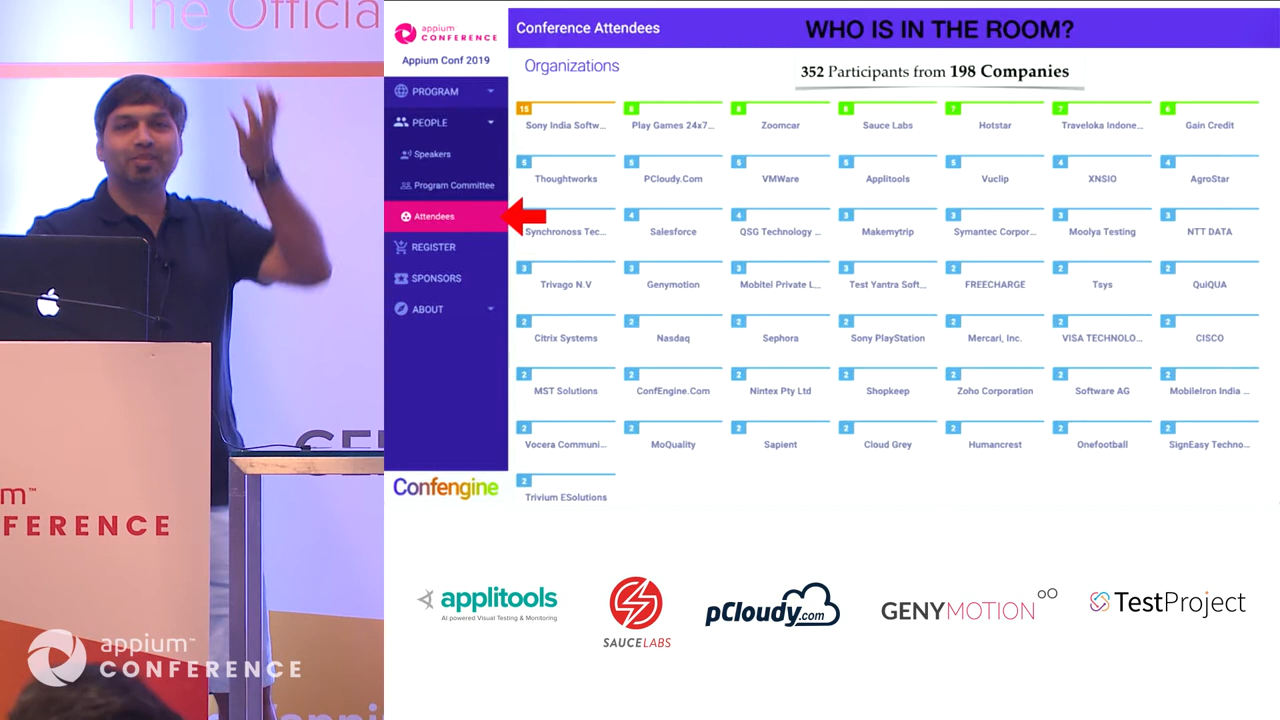 The Official
m™
FERENCE
CE
appium™
CONFERENCE
appium
CONFERENCE
Appium Conf 2019
PROGRAM
PEOPLE
Speakers
Program Committee
Attendees
REGISTER
SPONSORS
ABOUT
Confengine
Conference Attendees
WHO IS IN THE ROOM?
Organizations
352 Participants from 198 Companies
15 8 8 8 7 7 6
Sony India Softw... Play Games 24x7... Zoomcar Sauce Labs Hotstar Traveloka Indone... Gain Credit
5 5 5 5 5 4 4
Thoughtworks PCloudy.Com VMWare Applitools Vuclip XNSIO AgroStar
4 4 3 3 3 3
Synchronoss Tec... Salesforce QSG Technology ... Makemytrip Symantec Corpor... Moolya Testing NTT DATA
3 3 3 3 2 2 2
Trivago N.V Genymotion Mobitel Private L... Test Yantra Soft... FREECHARGE Tsys QuiQUA
2 2 2 2 2 2 2
Citrix Systems Nasdaq Sephora Sony PlayStation Mercari, Inc. VISA TECHNOLO... CISCO
2 2 2 2 2 2 2
MST Solutions ConfEngine.Com Nintex Pty Ltd Shopkeep Zoho Corporation Software AG MobileIron India ...
2 2 2 2 2 2 2
Vocera Communi... MoQuality Sapient Cloud Grey Humancrest Onefootball SignEasy Techno...
2
Trivium ESolutions
applitools
AI powered Visual Testing & Monitoring
SAUCELABS
pCloudy.com
GENYMOTION
TestProject